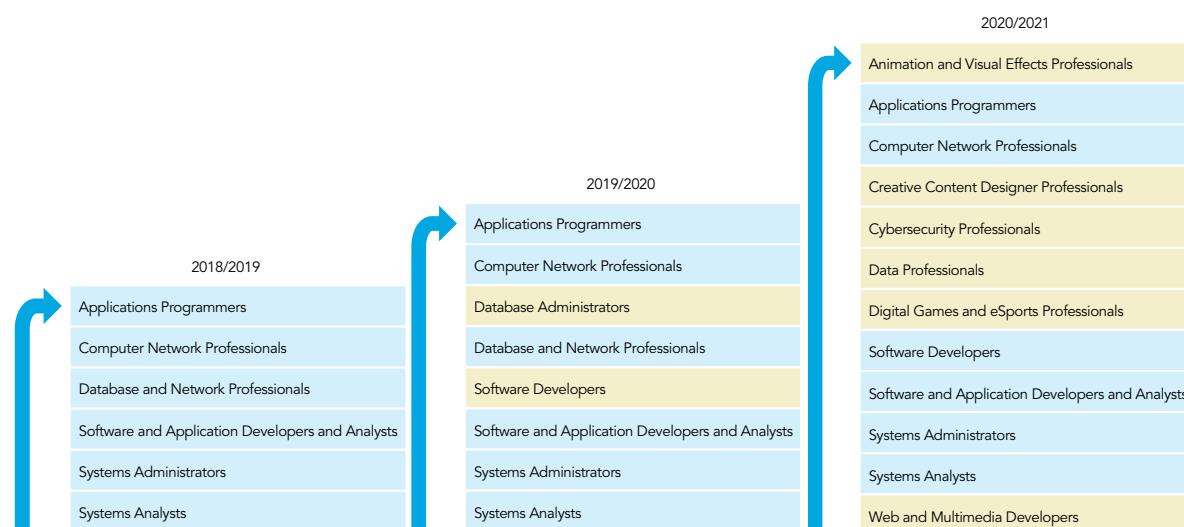 2018/2019
Applications Programmers
Computer Network Professionals
Database and Network Professionals
Software and Application Developers and Analysts
Systems Administrators
Systems Analysts
2019/2020
Applications Programmers
Computer Network Professionals
Database Administrators
Database and Network Professionals
Software Developers
Software and Application Developers and Analysts
Systems Administrators
Systems Analysts
2020/2021
Animation and Visual Effects Professionals
Applications Programmers
Computer Network Professionals
Creative Content Designer Professionals
Cybersecurity Professionals
Data Professionals
Digital Games and eSports Professionals
Software Developers
Software and Application Developers and Analysts
Systems Administrators
Systems Analysts
Web and Multimedia Developers